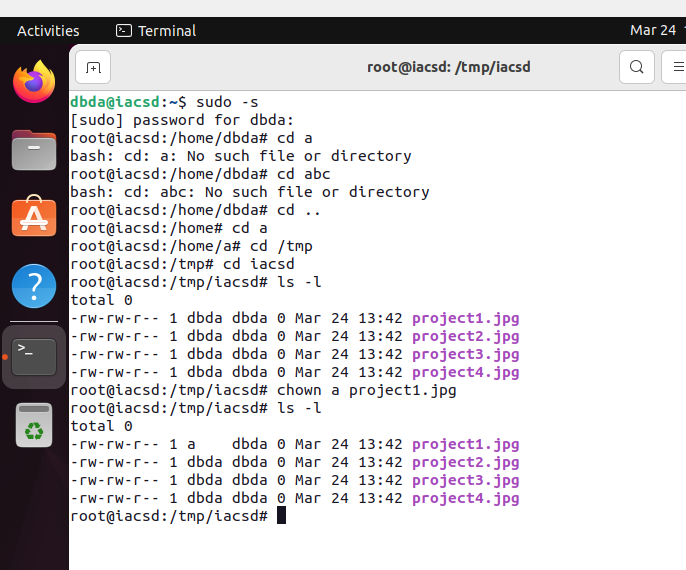 Activities
Terminal
Mar 24
root@iacsd: /tmp/iacsd
dbda@iacsd:~$ sudo -s
[sudo] password for dbda:
root@iacsd:/home/dbda# cd a
bash: cd: a: No such file or directory
root@iacsd:/home/dbda# cd abc
bash: cd: abc: No such file or directory
root@iacsd:/home/dbda# cd ..
root@iacsd:/home# cd a
root@iacsd:/home/a# cd /tmp
root@iacsd:/tmp# cd iacsd
root@iacsd:/tmp/iacsd# ls -l
total 0
-rw-rw-r-- 1 dbda dbda 0 Mar 24 13:42 project1.jpg
-rw-rw-r-- 1 dbda dbda 0 Mar 24 13:42 project2.jpg
-rw-rw-r-- 1 dbda dbda 0 Mar 24 13:42 project3.jpg
-rw-rw-r-- 1 dbda dbda 0 Mar 24 13:42 project4.jpg
root@iacsd:/tmp/iacsd# chown a project1.jpg
root@iacsd:/tmp/iacsd# ls -l
total 0
-rw-rw-r-- 1 a    dbda 0 Mar 24 13:42 project1.jpg
-rw-rw-r-- 1 dbda dbda 0 Mar 24 13:42 project2.jpg
-rw-rw-r-- 1 dbda dbda 0 Mar 24 13:42 project3.jpg
-rw-rw-r-- 1 dbda dbda 0 Mar 24 13:42 project4.jpg
root@iacsd:/tmp/iacsd#